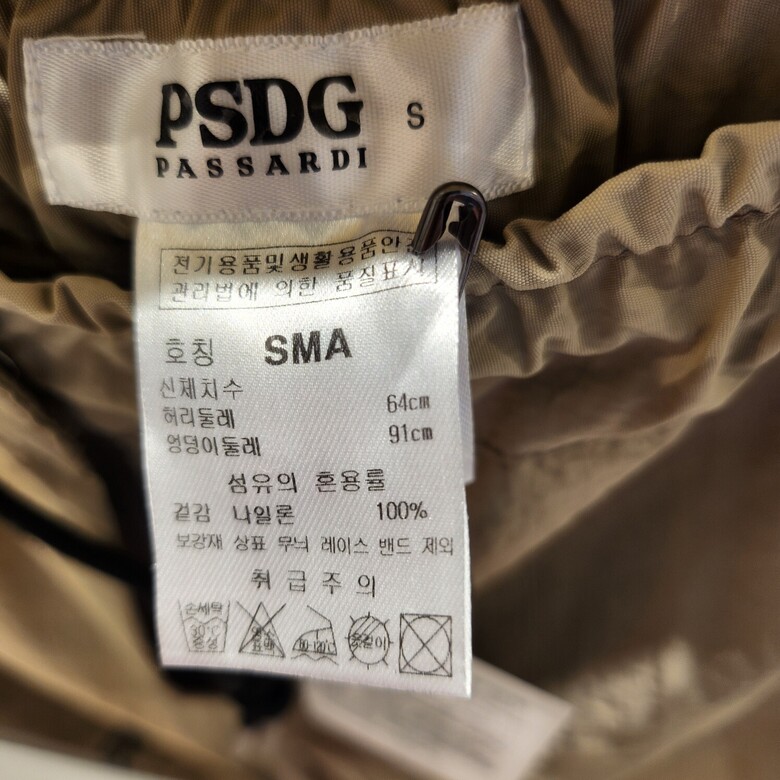 PSDG S
PASSARDI
전기용품및생활용품안전
관리법에 의한 품질표시
호칭 SMA
신체치수
허리둘레 64cm
엉덩이둘레 91cm
섬유의 혼용률
겉감 나일론 100%
보강재 상표 무늬 레이스 밴드 제외
취급주의
손세탁
30℃
중성